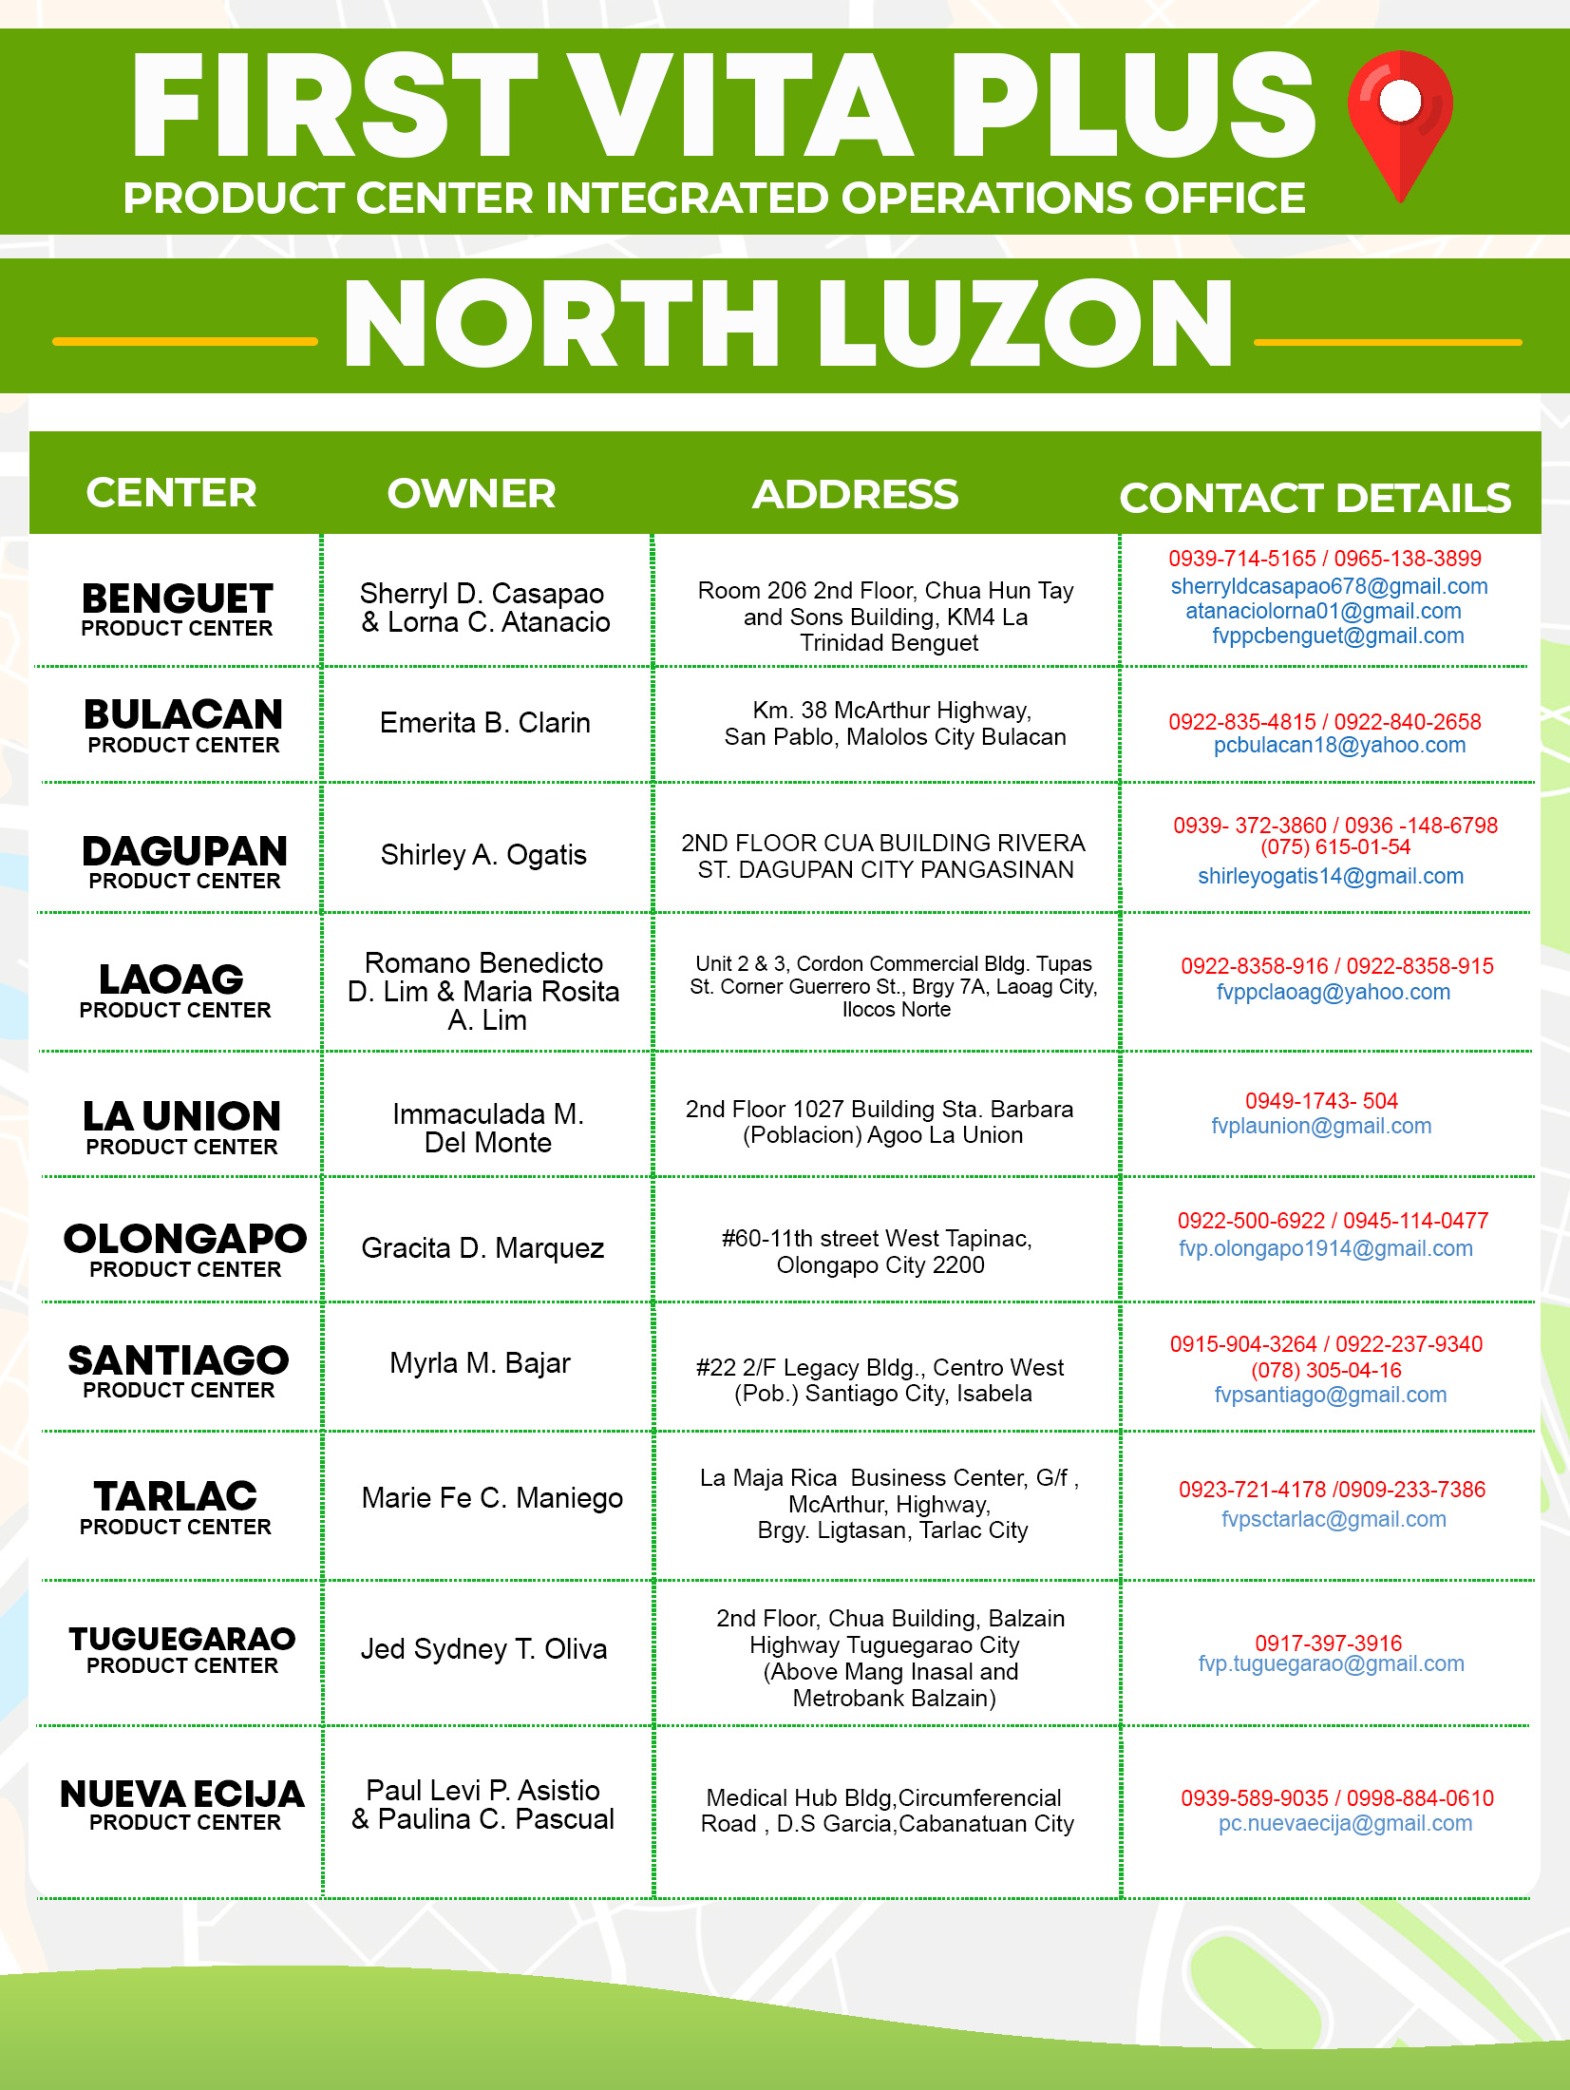 FIRST VITA PLUS
PRODUCT CENTER INTEGRATED OPERATIONS OFFICE
NORTH LUZON
CENTER OWNER ADDRESS CONTACT DETAILS
BENGUET
PRODUCT CENTER
Sherryl D. Casapao
& Lorna C. Atanacio
Room 206 2nd Floor, Chua Hun Tay
and Sons Building, KM4 La
Trinidad Benguet
0939-714-5165 / 0965-138-3899
sherryldcasapao678@gmail.com
atanaciolorna01@gmail.com
fvppcbenguet@gmail.com
BULACAN
PRODUCT CENTER
Emerita B. Clarin
Km. 38 McArthur Highway,
San Pablo, Malolos City Bulacan
0922-835-4815 / 0922-840-2658
pcbulacan18@yahoo.com
DAGUPAN
PRODUCT CENTER
Shirley A. Ogatis
2ND FLOOR CUA BUILDING RIVERA
ST. DAGUPAN CITY PANGASINAN
0939- 372-3860 / 0936 -148-6798
(075) 615-01-54
shirleyogatis14@gmail.com
LAOAG
PRODUCT CENTER
Romano Benedicto
D. Lim & Maria Rosita
A. Lim
Unit 2 & 3, Cordon Commercial Bldg. Tupas
St. Corner Guerrero St., Brgy 7A, Laoag City,
Ilocos Norte
0922-8358-916 / 0922-8358-915
fvppclaoag@yahoo.com
LA UNION
PRODUCT CENTER
Immaculada M.
Del Monte
2nd Floor 1027 Building Sta. Barbara
(Poblacion) Agoo La Union
0949-1743- 504
fvplaunion@gmail.com
OLONGAPO
PRODUCT CENTER
Gracita D. Marquez
#60-11th street West Tapinac,
Olongapo City 2200
0922-500-6922 / 0945-114-0477
fvp.olongapo1914@gmail.com
SANTIAGO
PRODUCT CENTER
Myrla M. Bajar
#22 2/F Legacy Bldg., Centro West
(Pob.) Santiago City, Isabela
0915-904-3264 / 0922-237-9340
(078) 305-04-16
fvpsantiago@gmail.com
TARLAC
PRODUCT CENTER
Marie Fe C. Maniego
La Maja Rica Business Center, G/f ,
McArthur, Highway,
Brgy. Ligtasan, Tarlac City
0923-721-4178 /0909-233-7386
fvpsctarlac@gmail.com
TUGUEGARAO
PRODUCT CENTER
Jed Sydney T. Oliva
2nd Floor, Chua Building, Balzain
Highway Tuguegarao City
(Above Mang Inasal and
Metrobank Balzain)
0917-397-3916
fvp.tuguegarao@gmail.com
NUEVA ECIJA
PRODUCT CENTER
Paul Levi P. Asistio
& Paulina C. Pascual
Medical Hub Bldg,Circumferencial
Road , D.S Garcia,Cabanatuan City
0939-589-9035 / 0998-884-0610
pc.nuevaecija@gmail.com